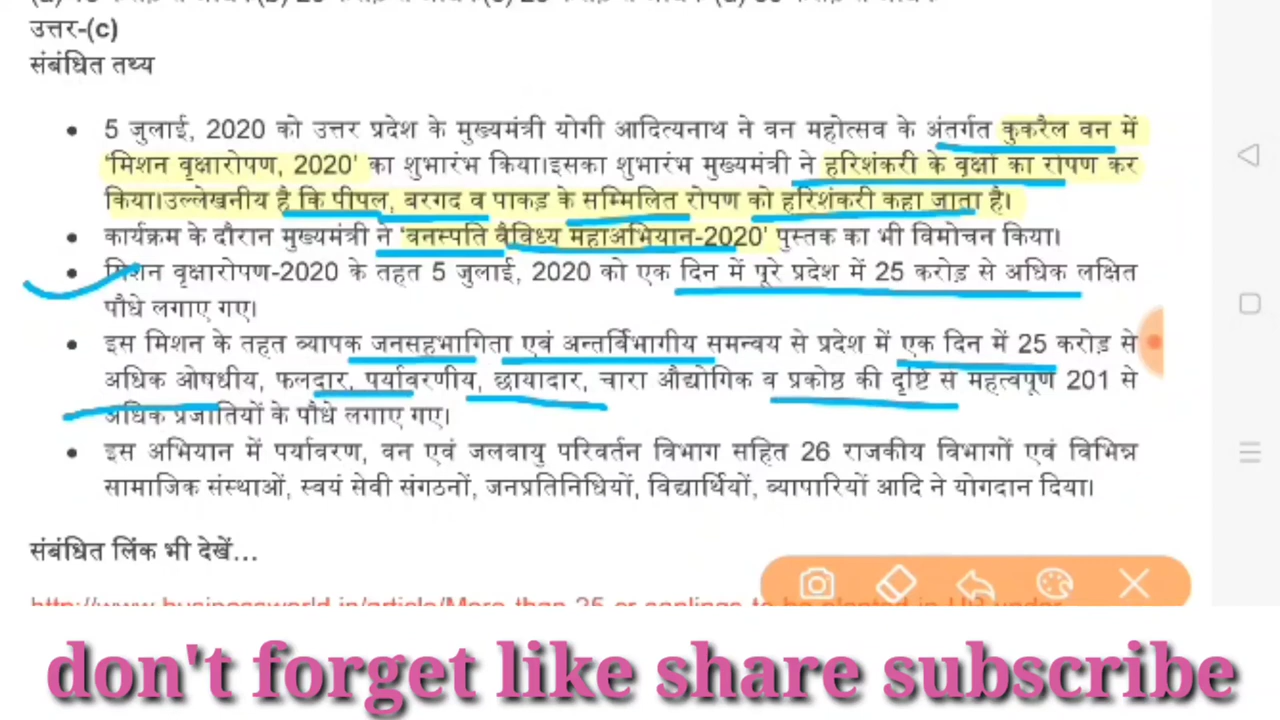 उत्तर-(c)
संबंधित तथ्य
• 5 जुलाई, 2020 को उत्तर प्रदेश के मुख्यमंत्री योगी आदित्यनाथ ने वन महोत्सव के अंतर्गत कुकरैल वन में
'मिशन वृक्षारोपण, 2020' का शुभारंभ किया।इसका शुभारंभ मुख्यमंत्री ने हरिशंकरी के वृक्षों का रोपण कर
किया।उल्लेखनीय है कि पीपल, बरगद व पाकड़ के सम्मिलित रोपण को हरिशंकरी कहा जाता है।
• कार्यक्रम के दौरान मुख्यमंत्री ने 'वनस्पति वैविध्य महाअभियान-2020' पुस्तक का भी विमोचन किया।
• मिशन वृक्षारोपण-2020 के तहत 5 जुलाई, 2020 को एक दिन में पूरे प्रदेश में 25 करोड़ से अधिक लक्षित
पौधे लगाए गए।
• इस मिशन के तहत व्यापक जनसहभागिता एवं अन्तर्विभागीय समन्वय से प्रदेश में एक दिन में 25 करोड़ से
अधिक ओषधीय, फलदार, पर्यावरणीय, छायादार, चारा औद्योगिक व प्रकोष्ठ की दृष्टि से महत्वपूर्ण 201 से
अधिक प्रजातियों के पौधे लगाए गए।
• इस अभियान में पर्यावरण, वन एवं जलवायु परिवर्तन विभाग सहित 26 राजकीय विभागों एवं विभिन्न
सामाजिक संस्थाओं, स्वयं सेवी संगठनों, जनप्रतिनिधियों, विद्यार्थियों, व्यापारियों आदि ने योगदान दिया।
संबंधित लिंक भी देखें...
don't forget like share subscribe